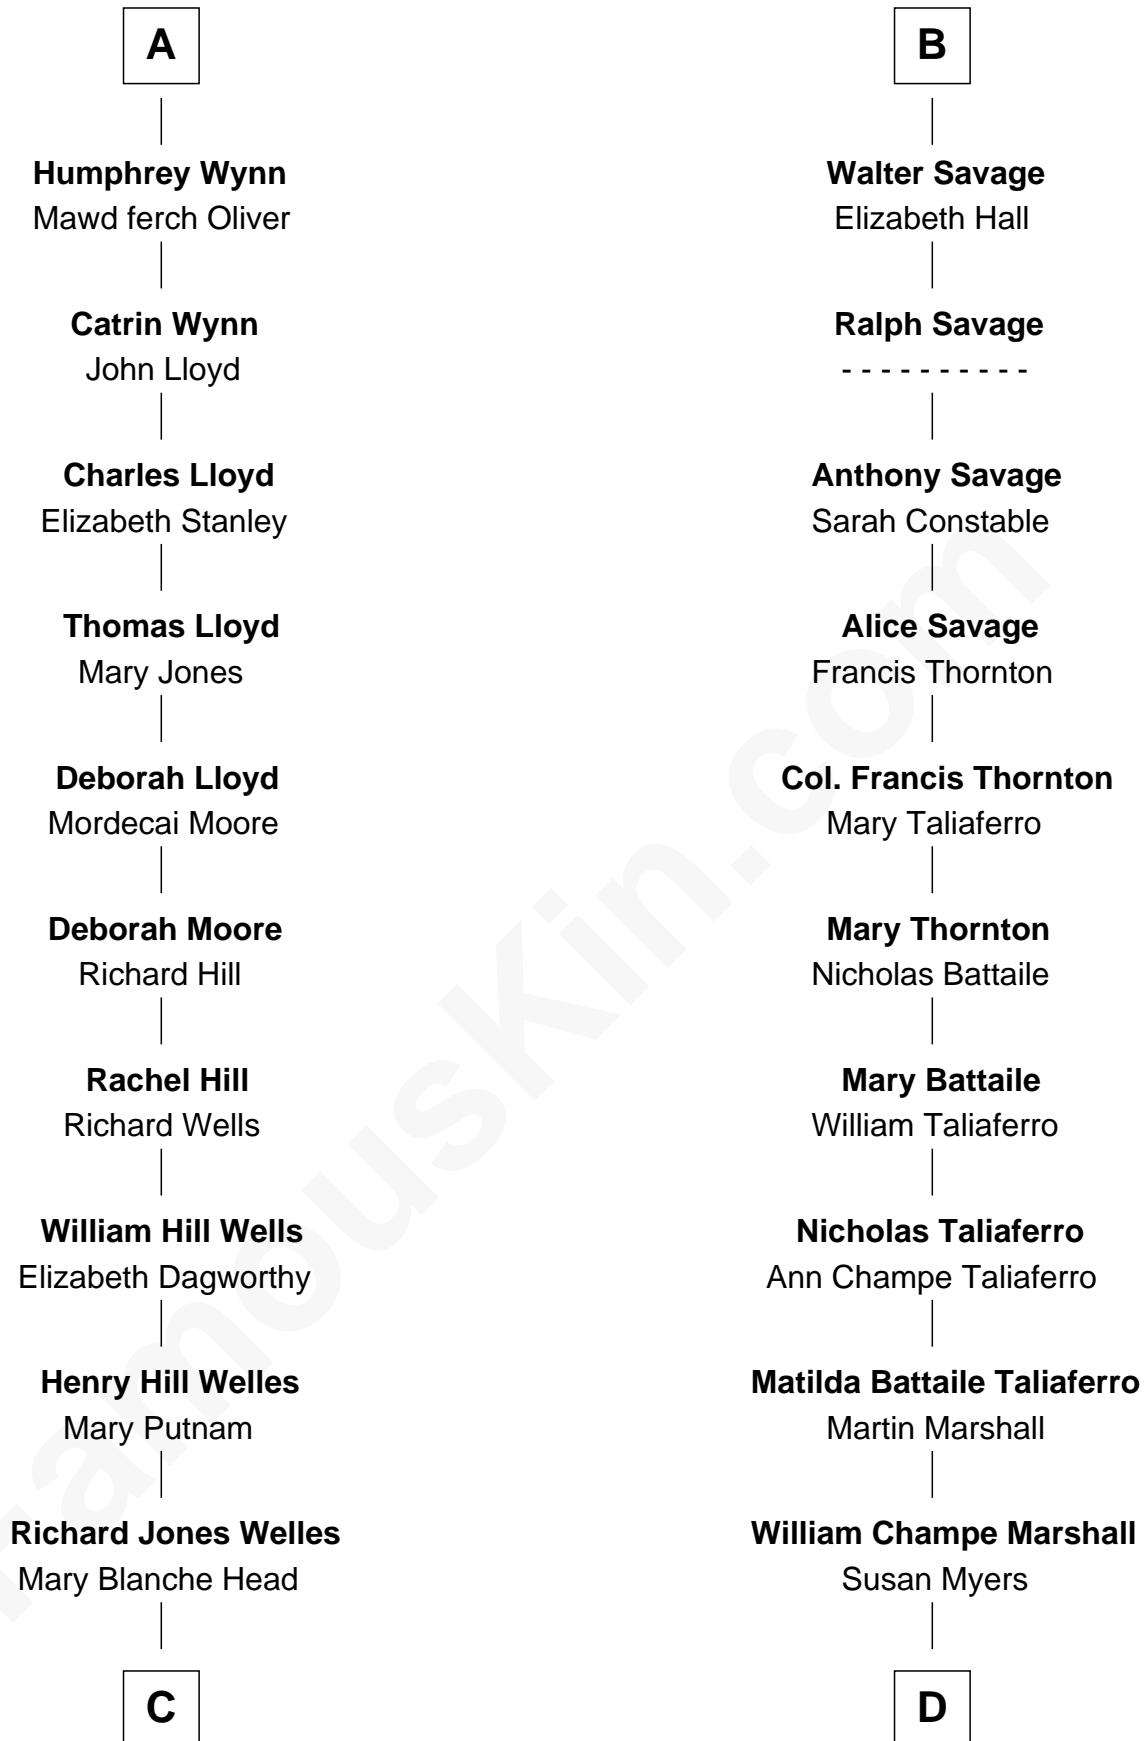 A
Humphrey Wynn
Mawd ferch Oliver
Catrin Wynn
John Lloyd
Charles Lloyd
Elizabeth Stanley
Thomas Lloyd
Mary Jones
Deborah Lloyd
Mordecai Moore
Deborah Moore
Richard Hill
Rachel Hill
Richard Wells
William Hill Wells
Elizabeth Dagworthy
Henry Hill Welles
Mary Putnam
Richard Jones Welles
Mary Blanche Head
C
B
Walter Savage
Elizabeth Hall
Ralph Savage
- - - - - - - - - -
Anthony Savage
Sarah Constable
Alice Savage
Francis Thornton
Col. Francis Thornton
Mary Taliaferro
Mary Thornton
Nicholas Battaile
Mary Battaile
William Taliaferro
Nicholas Taliaferro
Ann Champe Taliaferro
Matilda Battaile Taliaferro
Martin Marshall
William Champe Marshall
Susan Myers
D
FamousKin.com